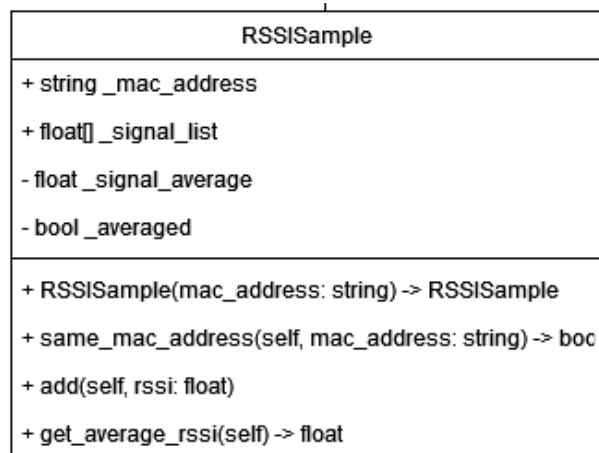 RSSISample
+ string _mac_address
+ float[] _signal_list
- float _signal_average
- bool _averaged
+ RSSISample(mac_address: string) -> RSSISample
+ same_mac_address(self, mac_address: string) -> boo
+ add(self, rssi: float)
+ get_average_rssi(self) -> float